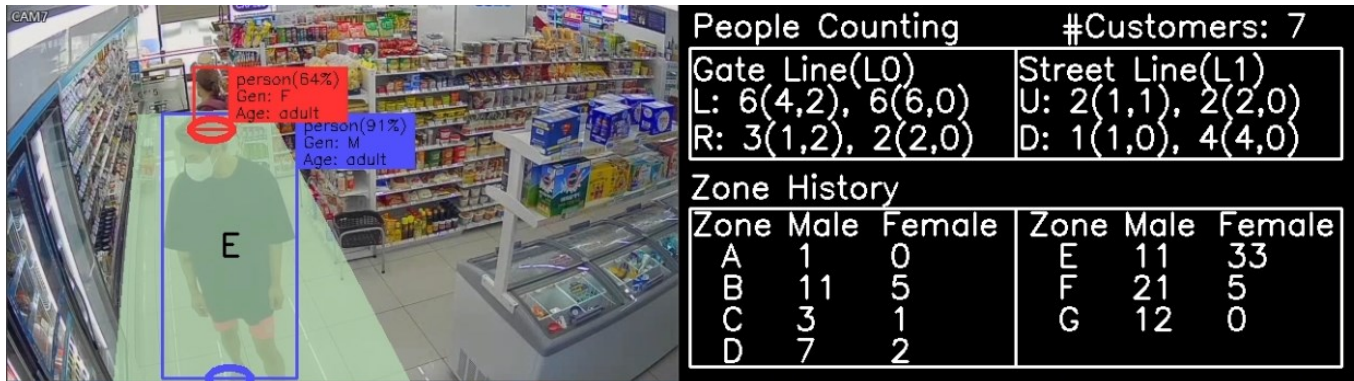 CAM7
person(64%)
Gen: F
Age: adult
person(91%)
Gen: M
Age: adult
E
People Counting #Customers: 7
Gate Line(L0) Street Line(L1)
L: 6(4,2), 6(6,0) U: 2(1,1), 2(2,0)
R: 3(1,2), 2(2,0) D: 1(1,0), 4(4,0)
Zone History
Zone Male Female Zone Male Female
A 1 0 E 11 33
B 11 5 F 21 5
C 3 1 G 12 0
D 7 2